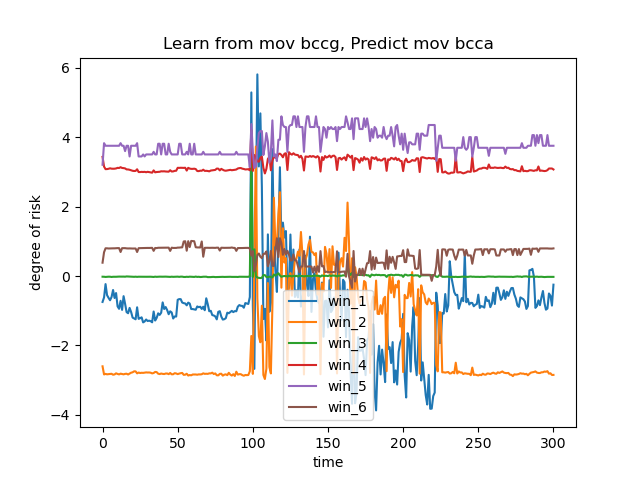 Learn from mov bccg, Predict mov bcca
degree of risk
6
4
2
0
−2
−4
win_1
win_2
win_3
win_4
win_5
win_6
0 50 100 150 200 250 300
time